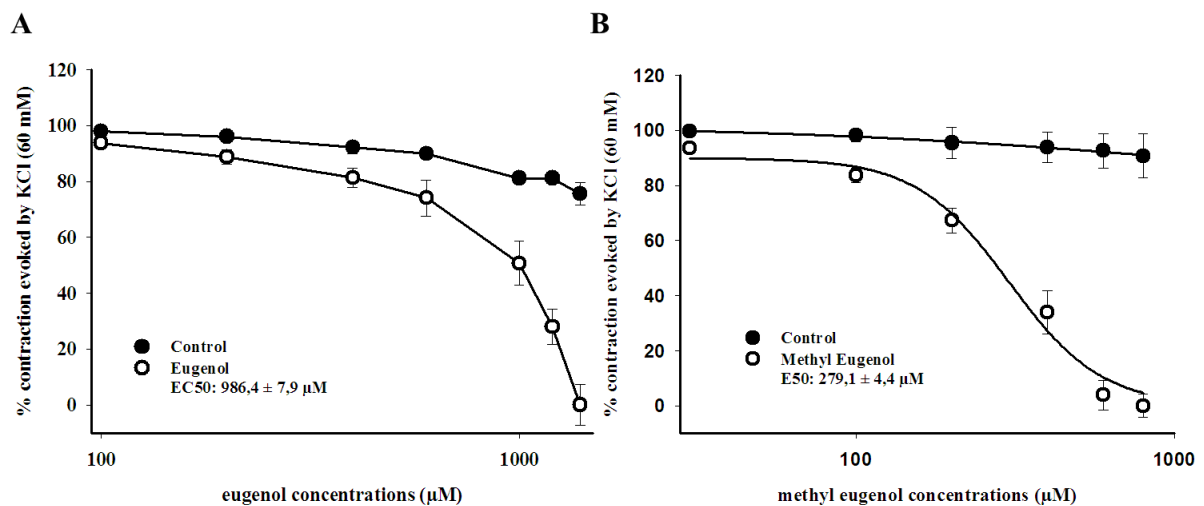 A
% contraction evoked by KCl (60 mM)
120
100
80
60
40
20
0
Control
Eugenol
EC50: 986,4 ± 7,9 µM
100
1000
eugenol concentrations (µM)
B
% contraction evoked by KCl (60 mM)
120
100
80
60
40
20
0
Control
Methyl Eugenol
E50: 279,1 ± 4,4 µM
100
1000
methyl eugenol concentrations (µM)